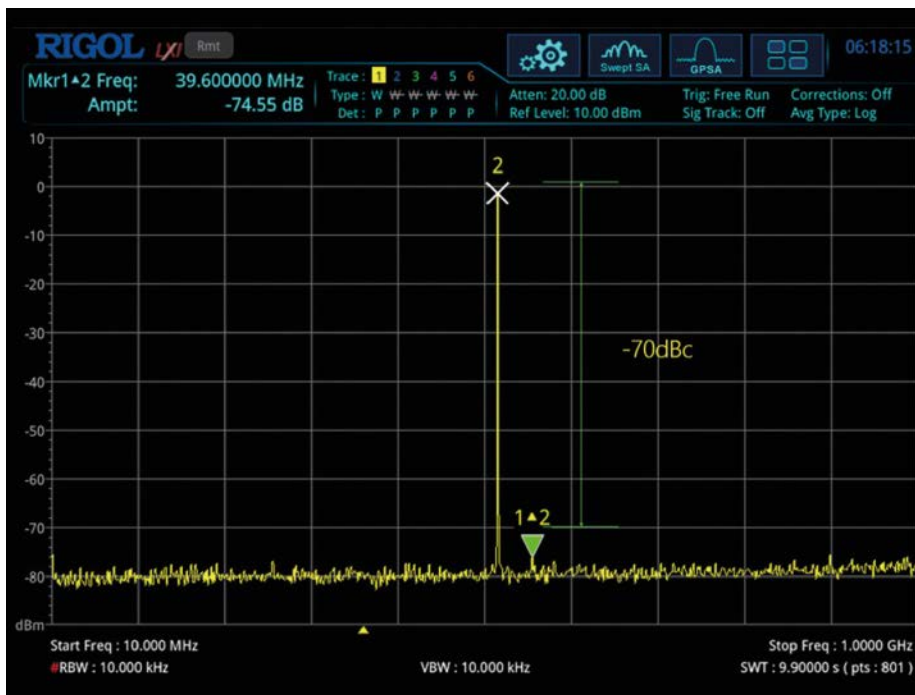 RIGOL LXI Rmt
Swept SA
GPSA
06:18:15
Mkr1▲2 Freq: 39.600000 MHz
Ampt: -74.55 dB
Trace: 1 2 3 4 5 6
Type: W W W W W W
Det: P P P P P P
Atten: 20.00 dB
Ref Level: 10.00 dBm
Trig: Free Run
Sig Track: Off
Corrections: Off
Avg Type: Log
10
2
0
-10
-20
-30
-70dBc
-40
-50
-60
1▲2
-70
-80
dBm
Start Freq : 10.000 MHz
Stop Freq : 1.0000 GHz
#RBW : 10.000 kHz
VBW : 10.000 kHz
SWT : 9.90000 s ( pts : 801 )